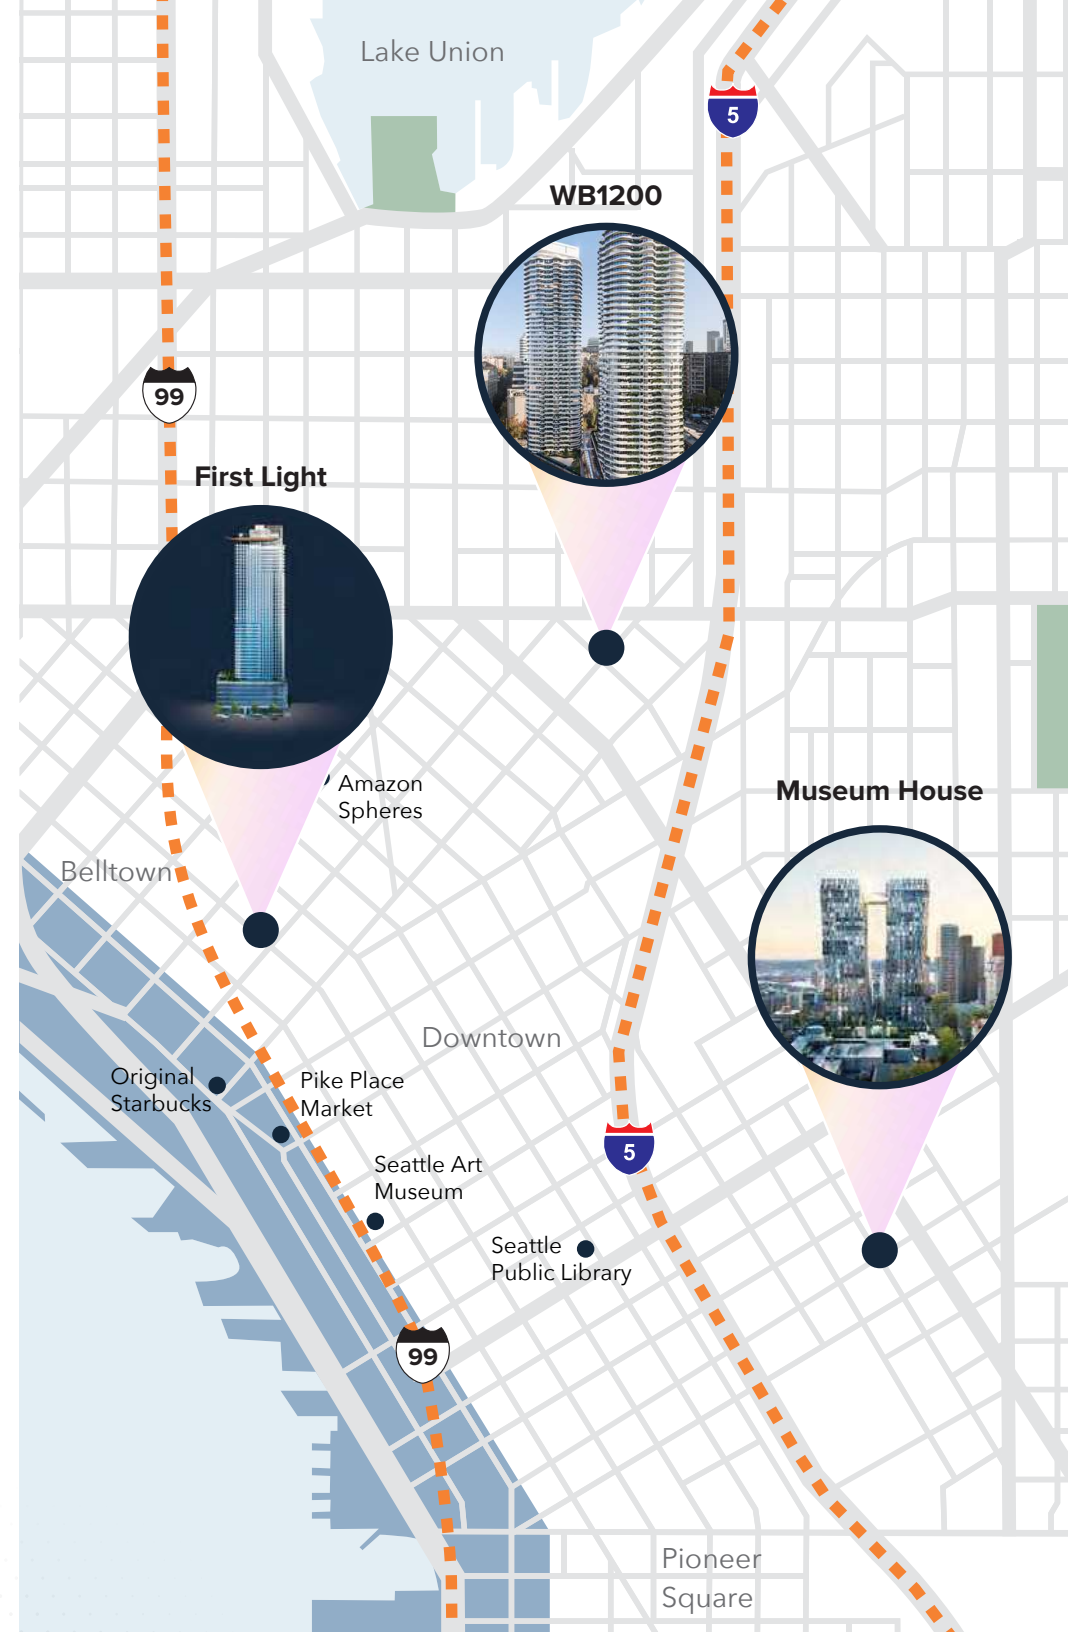 Lake Union
5
WB1200
99
First Light
Amazon
Spheres
Museum House
Belltown
Downtown
Original
Starbucks
Pike Place
Market
5
Seattle Art
Museum
Seattle
Public Library
99
Pioneer
Square